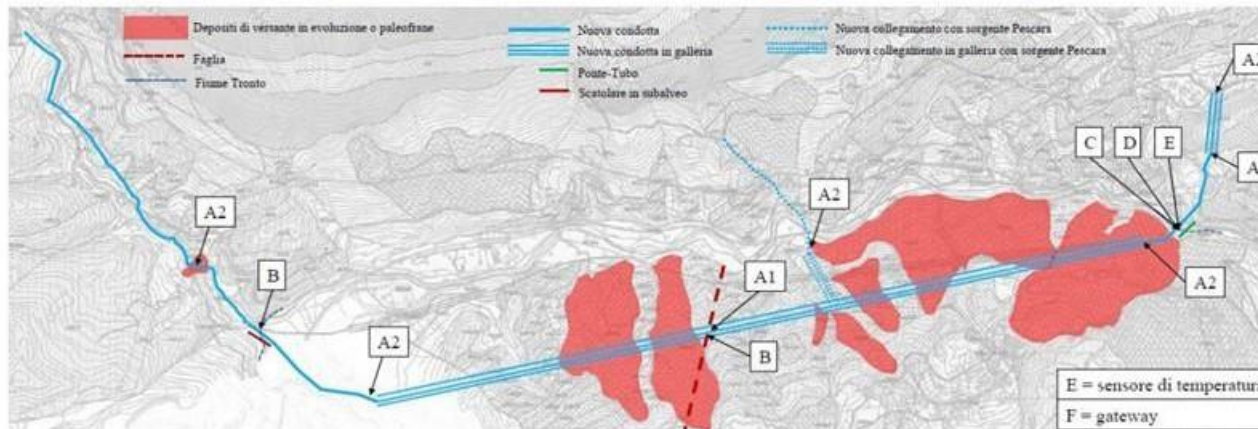 Depositi di versante in evoluzione o paleofrane
Faglia
Fiume Tronto
Nuova condotta
Nuova condotta in galleria
Ponte-Tubo
Scatolare in subalveo
Nuova collegamento con sorgente Pescara
Nuova collegamento in galleria con sorgente Pescara
C
D
E
A2
A2
B
A1
A2
B
A2
E = sensore di temperatura
F = gateway